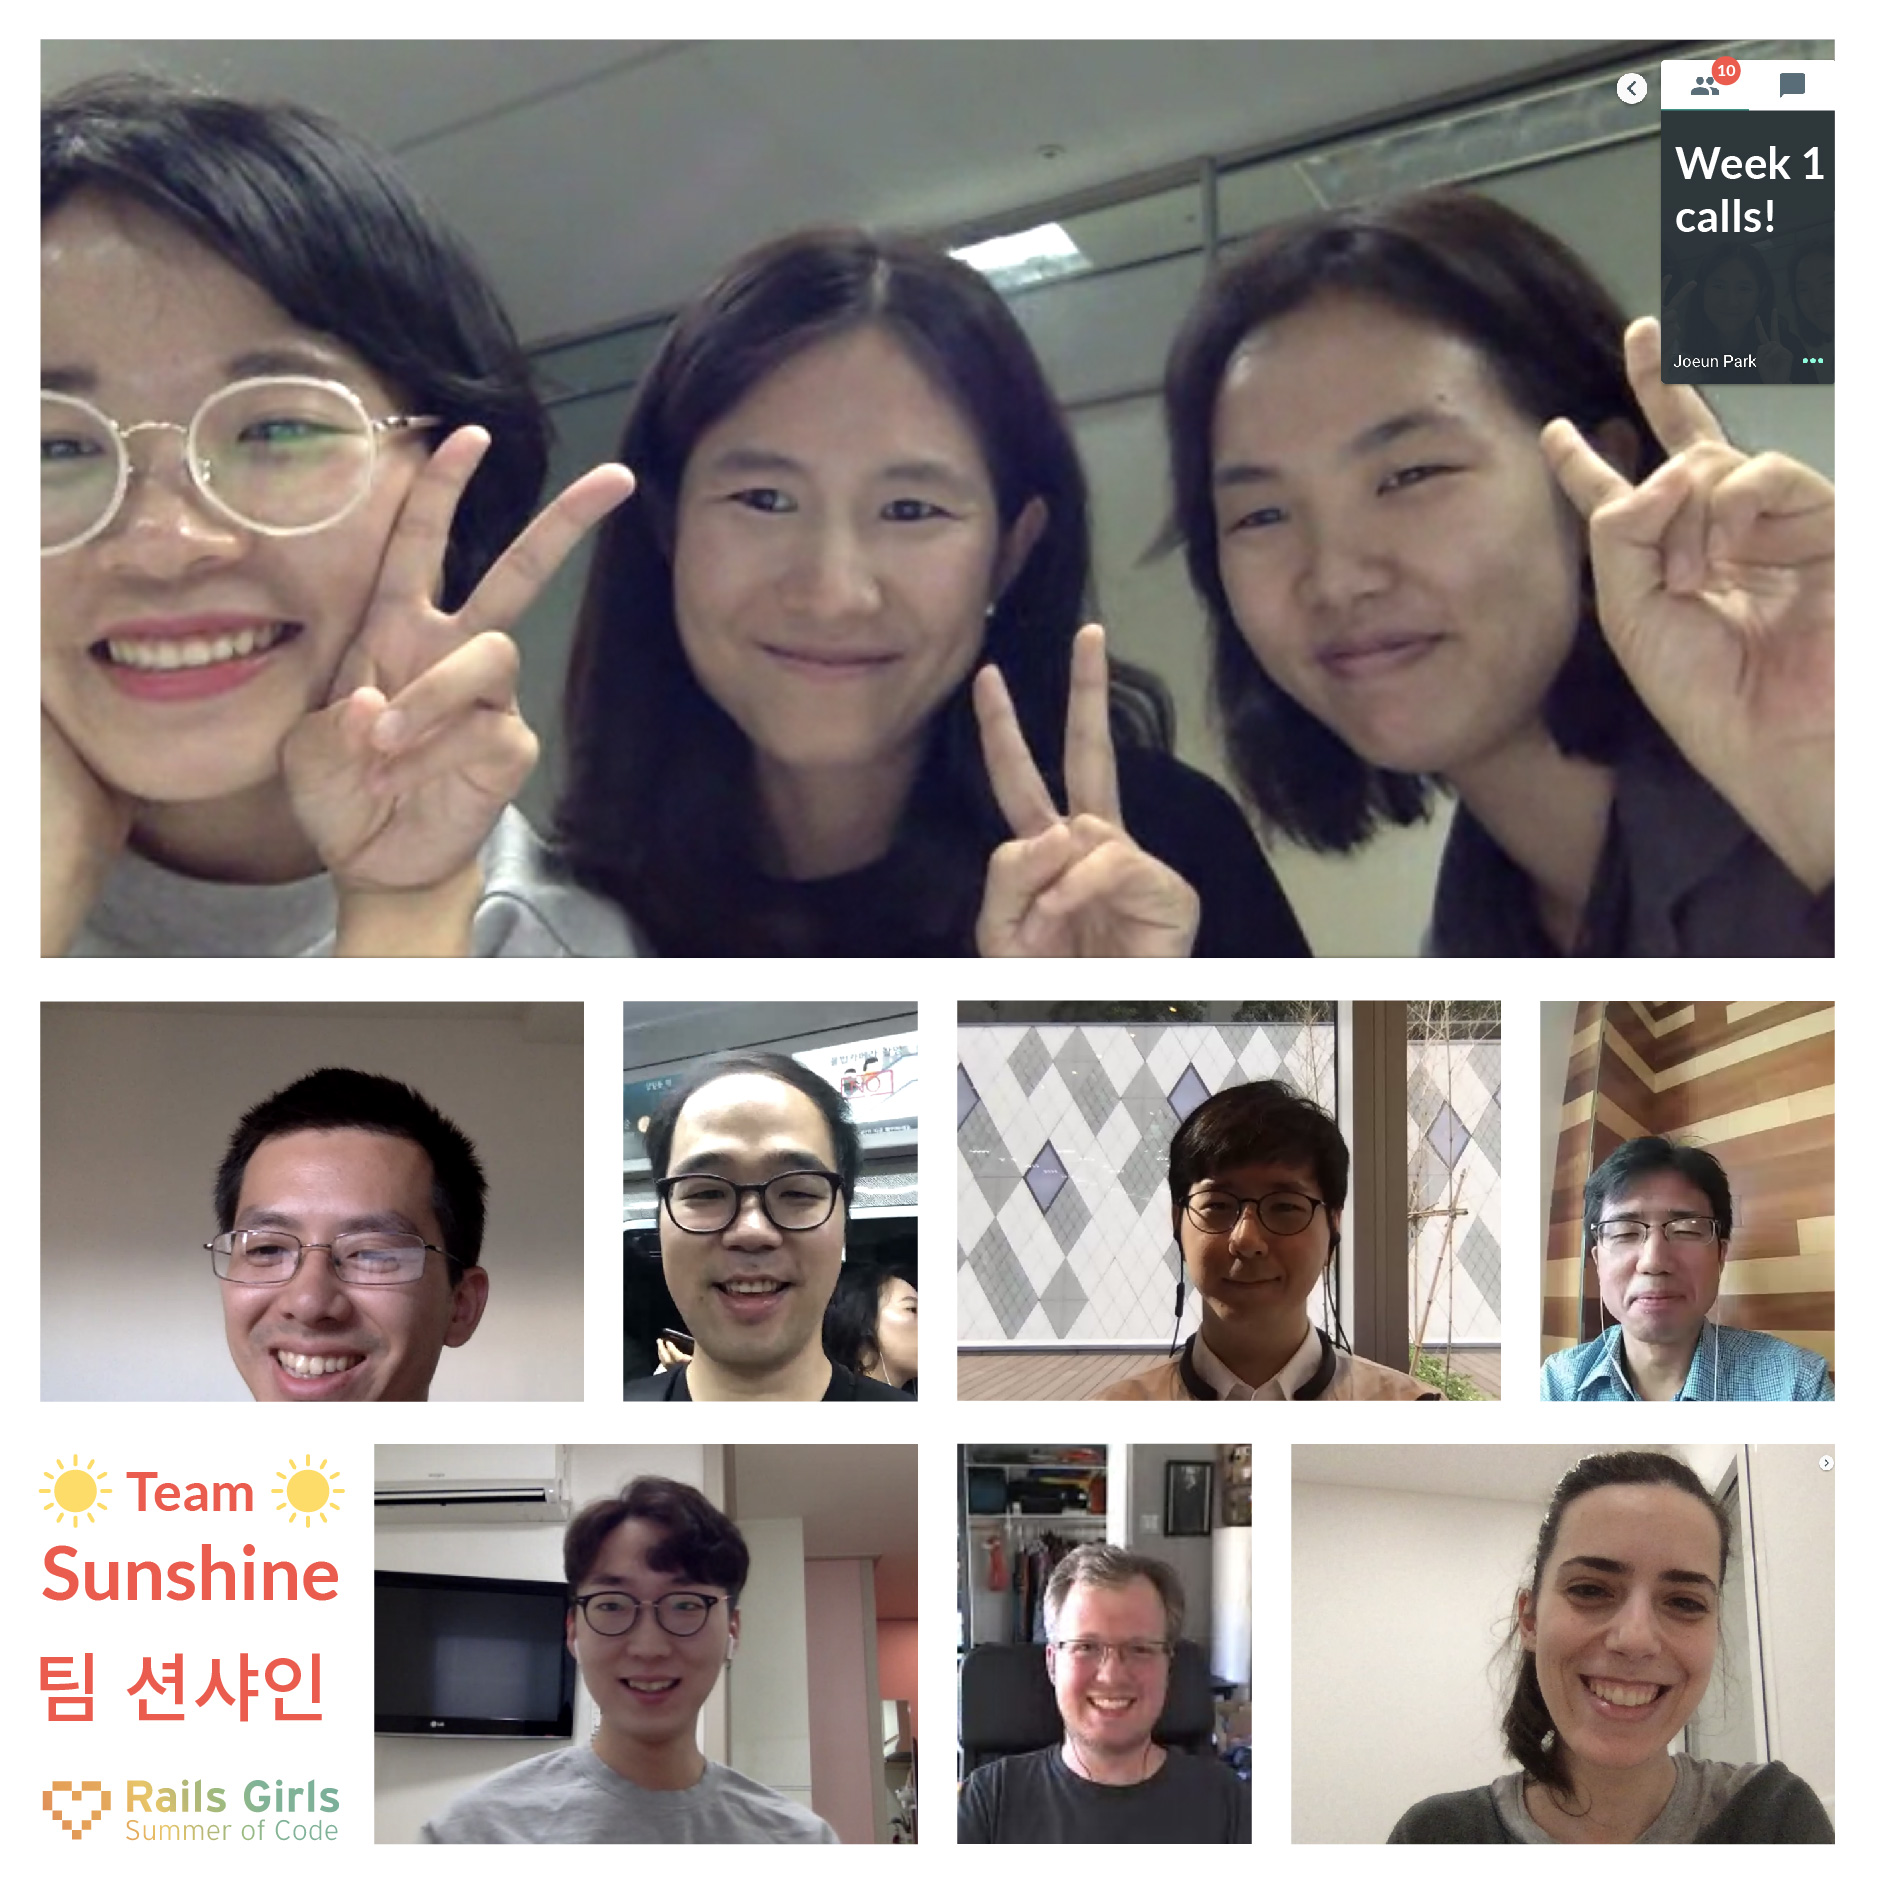 10
Week 1
calls!
Joeun Park
Team
Sunshine
팀 션샤인
Rails Girls
Summer of Code